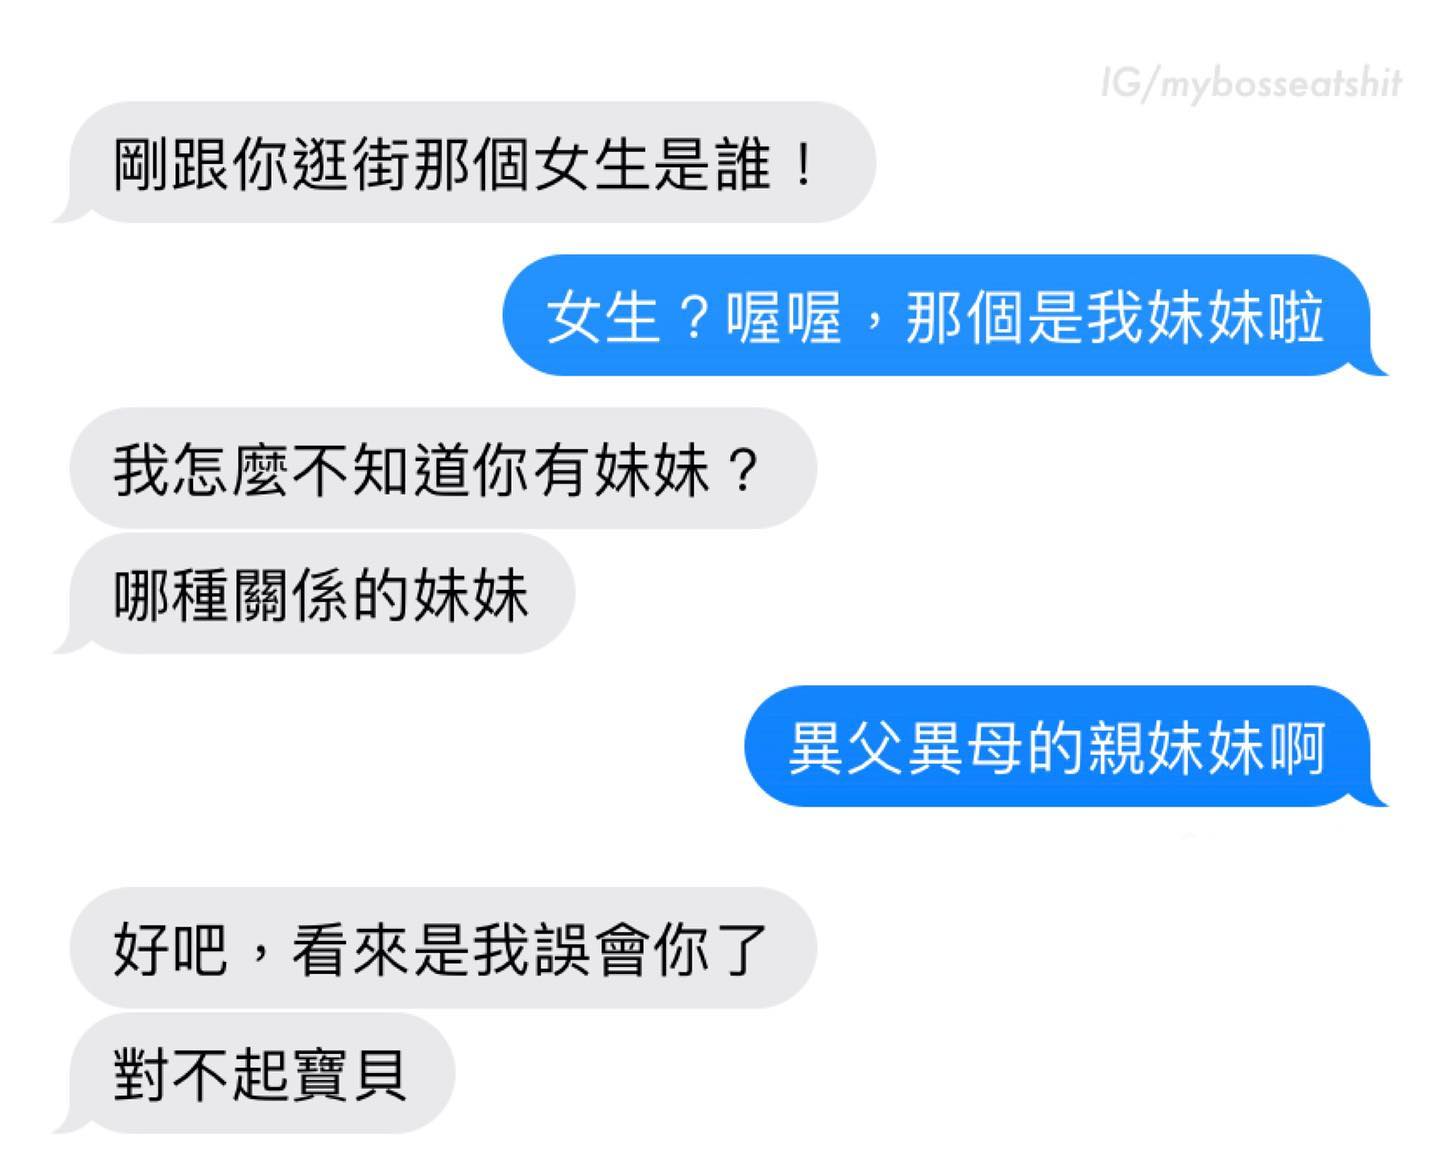 IG/mybosseatshit
剛跟你逛街那個女生是誰！
女生？喔喔，那個是我妹妹啦
我怎麼不知道你有妹妹？
哪種關係的妹妹
異父異母的親妹妹啊
好吧，看來是我誤會你了
對不起寶貝